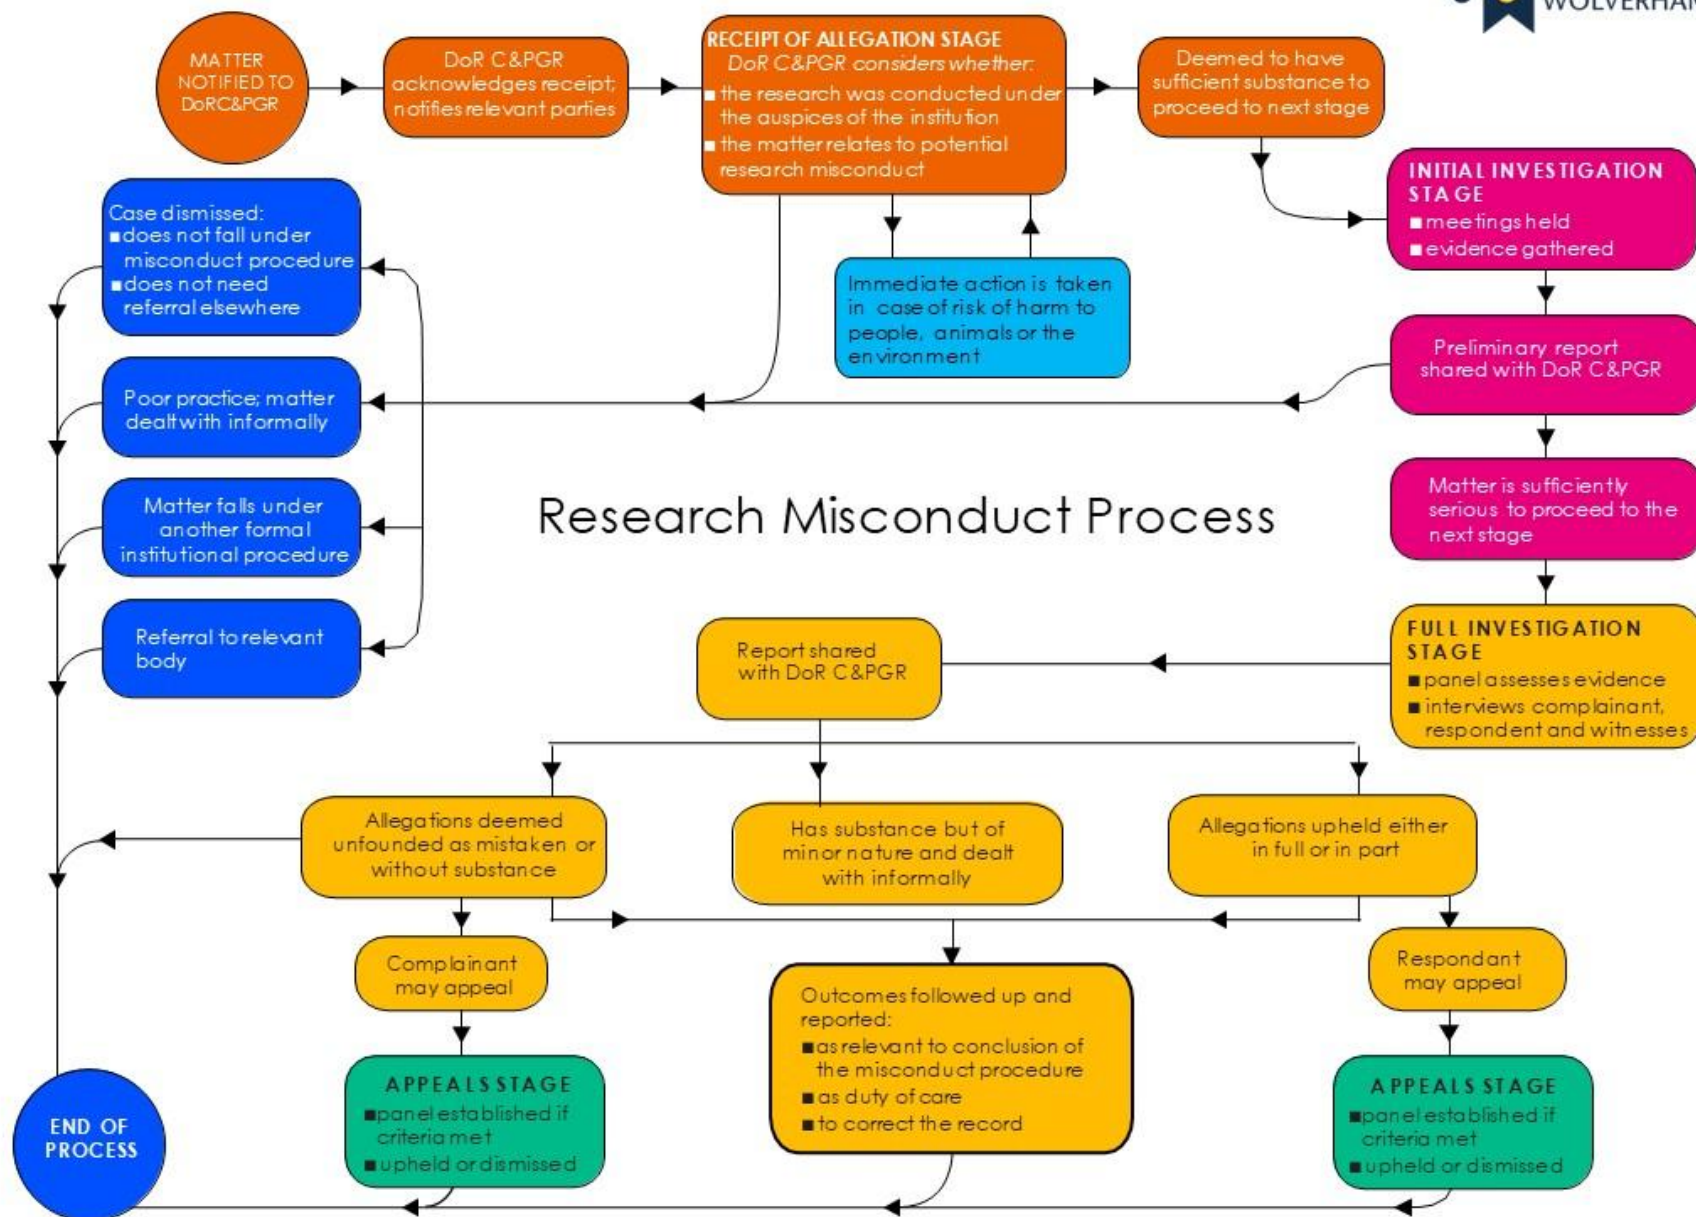 WOLVERHAM
MATTER
NOTIFIED TO
DoRC&PGR
DoR C&PGR
acknowledges receipt;
notifies relevant parties
RECEIPT OF ALLEGATION STAGE
DoR C&PGR considers whether:
■ the research was conducted under
the auspices of the institution
■ the matter relates to potential
research misconduct
Deemed to have
sufficient substance to
proceed to next stage
INITIAL INVESTIGATION
STAGE
■ meetings held
■ evidence gathered
Case dismissed:
■ does not fall under
misconduct procedure
■ does not need
referral elsewhere
Immediate action is taken
in case of risk of harm to
people, animals or the
environment
Preliminary report
shared with DoR C&PGR
Poor practice; matter
dealt with informally
Matter falls under
another formal
institutional procedure
Research Misconduct Process
Matter is sufficiently
serious to proceed to the
next stage
Referral to relevant
body
Report shared
with DoR C&PGR
FULL INVESTIGATION
STAGE
■ panel assesses evidence
■ interviews complainant,
respondent and witnesses
Allegations deemed
unfounded as mistaken or
without substance
Has substance but of
minor nature and dealt
with informally
Allegations upheld either
in full or in part
Complainant
may appeal
Respondant
may appeal
Outcomes followed up and
reported:
■ as relevant to conclusion of
the misconduct procedure
■ as duty of care
■ to correct the record
END OF
PROCESS
APPEALS STAGE
■ panel established if
criteria met
■ upheld or dismissed
APPEALS STAGE
■ panel established if
criteria met
■ upheld or dismissed